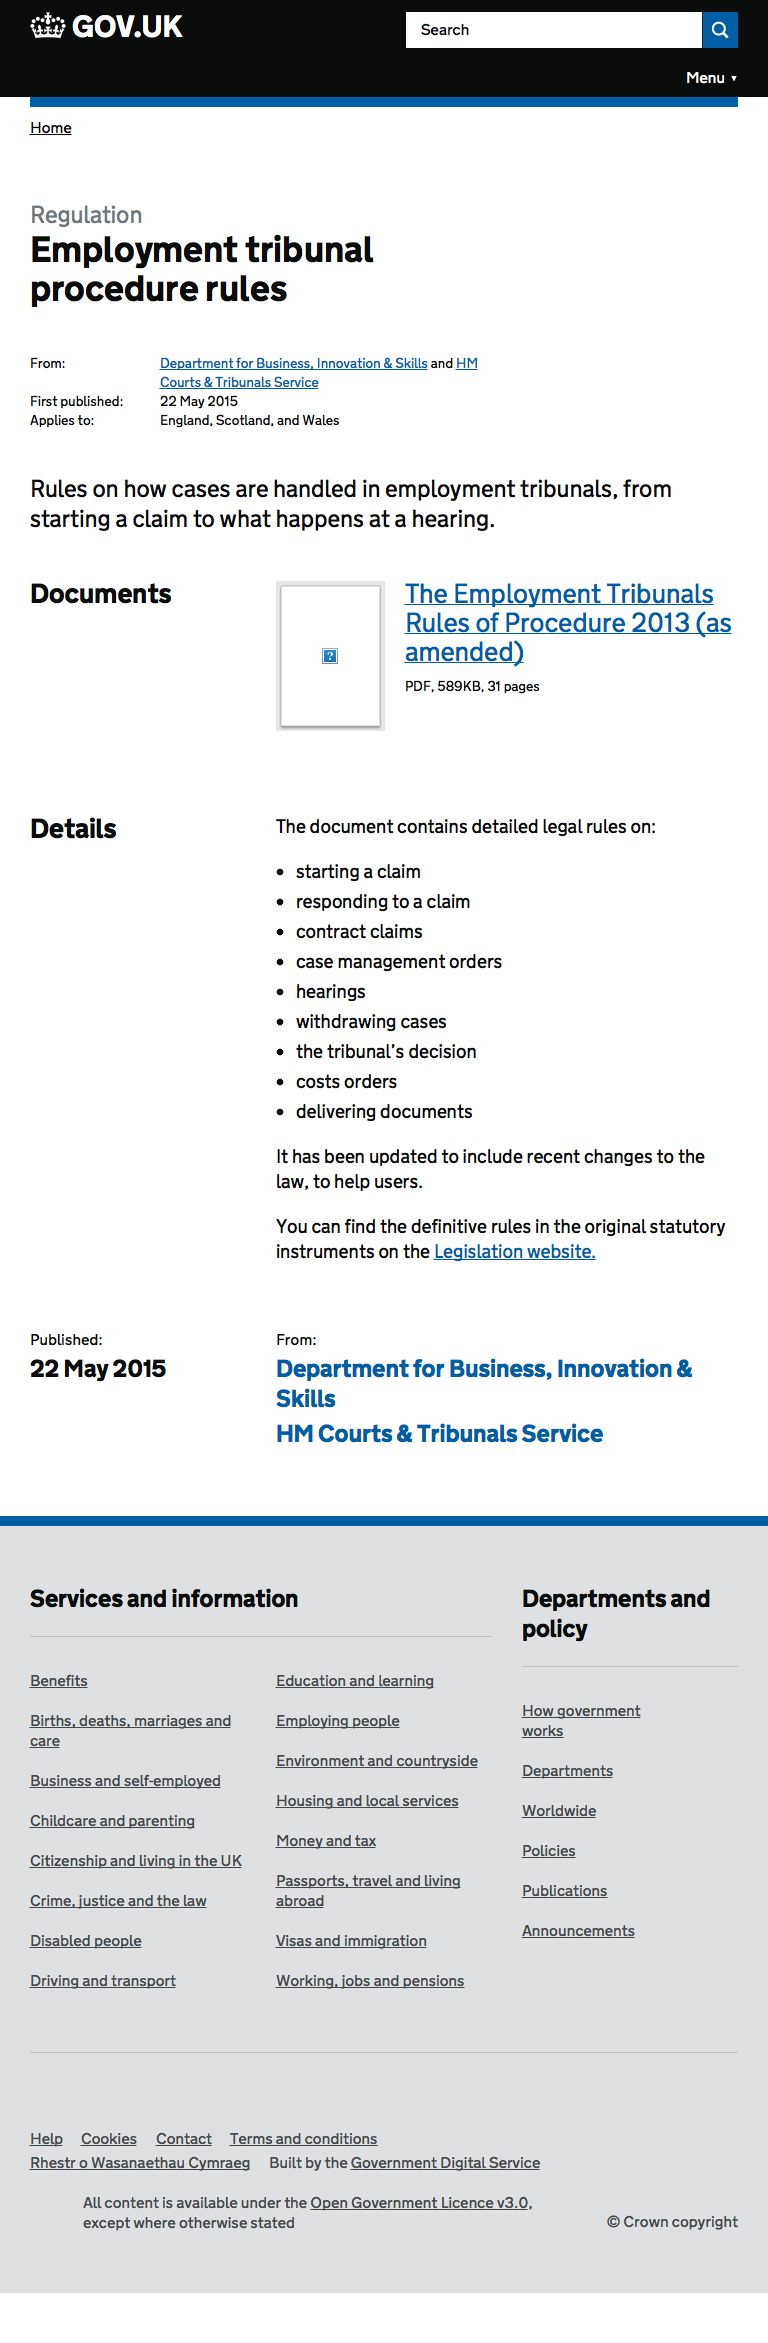 GOV.UK
Search
Menu ▼
Home
Regulation
Employment tribunal
procedure rules
From: Department for Business, Innovation & Skills and HM
Courts & Tribunals Service
First published: 22 May 2015
Applies to: England, Scotland, and Wales
Rules on how cases are handled in employment tribunals, from
starting a claim to what happens at a hearing.
Documents
The Employment Tribunals
Rules of Procedure 2013 (as
amended)
PDF, 589KB, 31 pages
Details
The document contains detailed legal rules on:
• starting a claim
• responding to a claim
• contract claims
• case management orders
• hearings
• withdrawing cases
• the tribunal’s decision
• costs orders
• delivering documents
It has been updated to include recent changes to the
law, to help users.
You can find the definitive rules in the original statutory
instruments on the Legislation website.
Published:
22 May 2015
From:
Department for Business, Innovation &
Skills
HM Courts & Tribunals Service
Services and information
Benefits
Births, deaths, marriages and
care
Business and self-employed
Childcare and parenting
Citizenship and living in the UK
Crime, justice and the law
Disabled people
Driving and transport
Education and learning
Employing people
Environment and countryside
Housing and local services
Money and tax
Passports, travel and living
abroad
Visas and immigration
Working, jobs and pensions
Departments and
policy
How government
works
Departments
Worldwide
Policies
Publications
Announcements
Help Cookies Contact Terms and conditions
Rhestr o Wasanaethau Cymraeg Built by the Government Digital Service
All content is available under the Open Government Licence v3.0,
except where otherwise stated
© Crown copyright